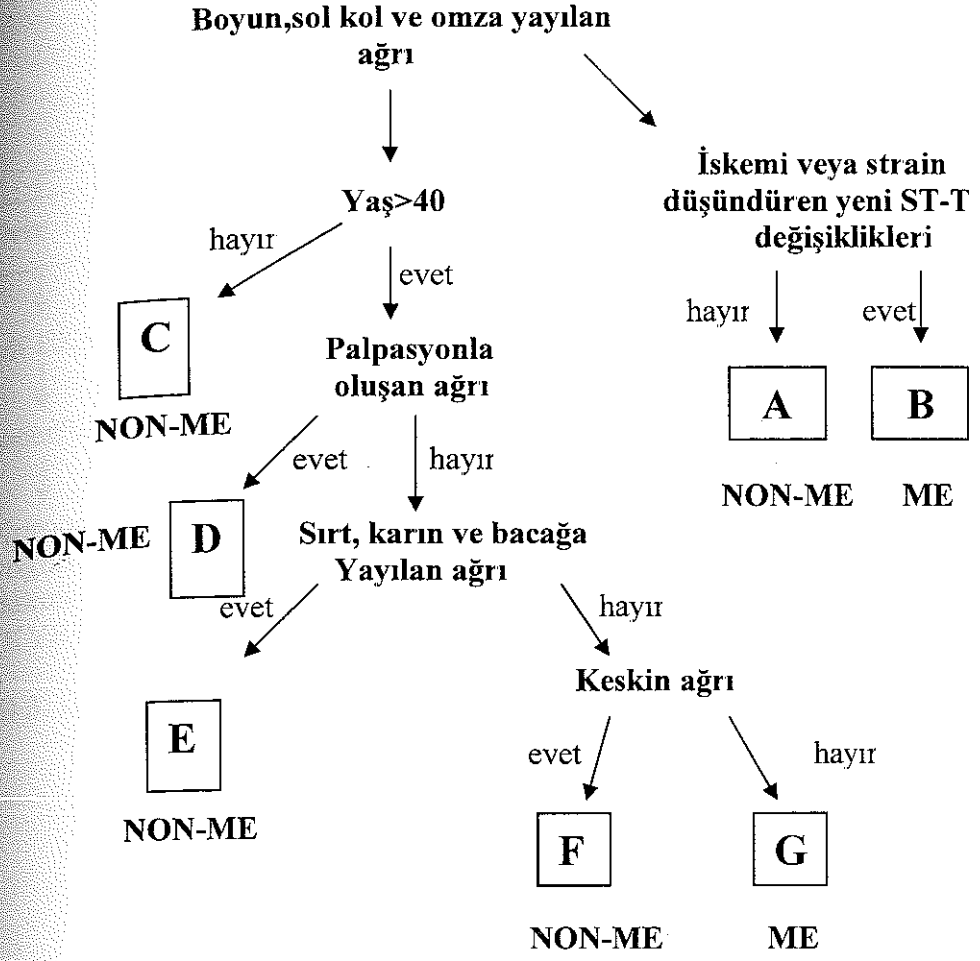 Boyun,sol kol ve omza yayılan
ağrı
İskemi veya strain
düşündüren yeni ST-T
değişiklikleri
Yaş>40
hayır
evet
hayır
evet
C
NON-ME
Palpasyonla
oluşan ağrı
A
B
NON-ME
ME
evet
hayır
NON-ME
D
Sırt, karın ve bacağa
Yayılan ağrı
evet
hayır
Keskin ağrı
E
NON-ME
evet
hayır
F
G
NON-ME
ME